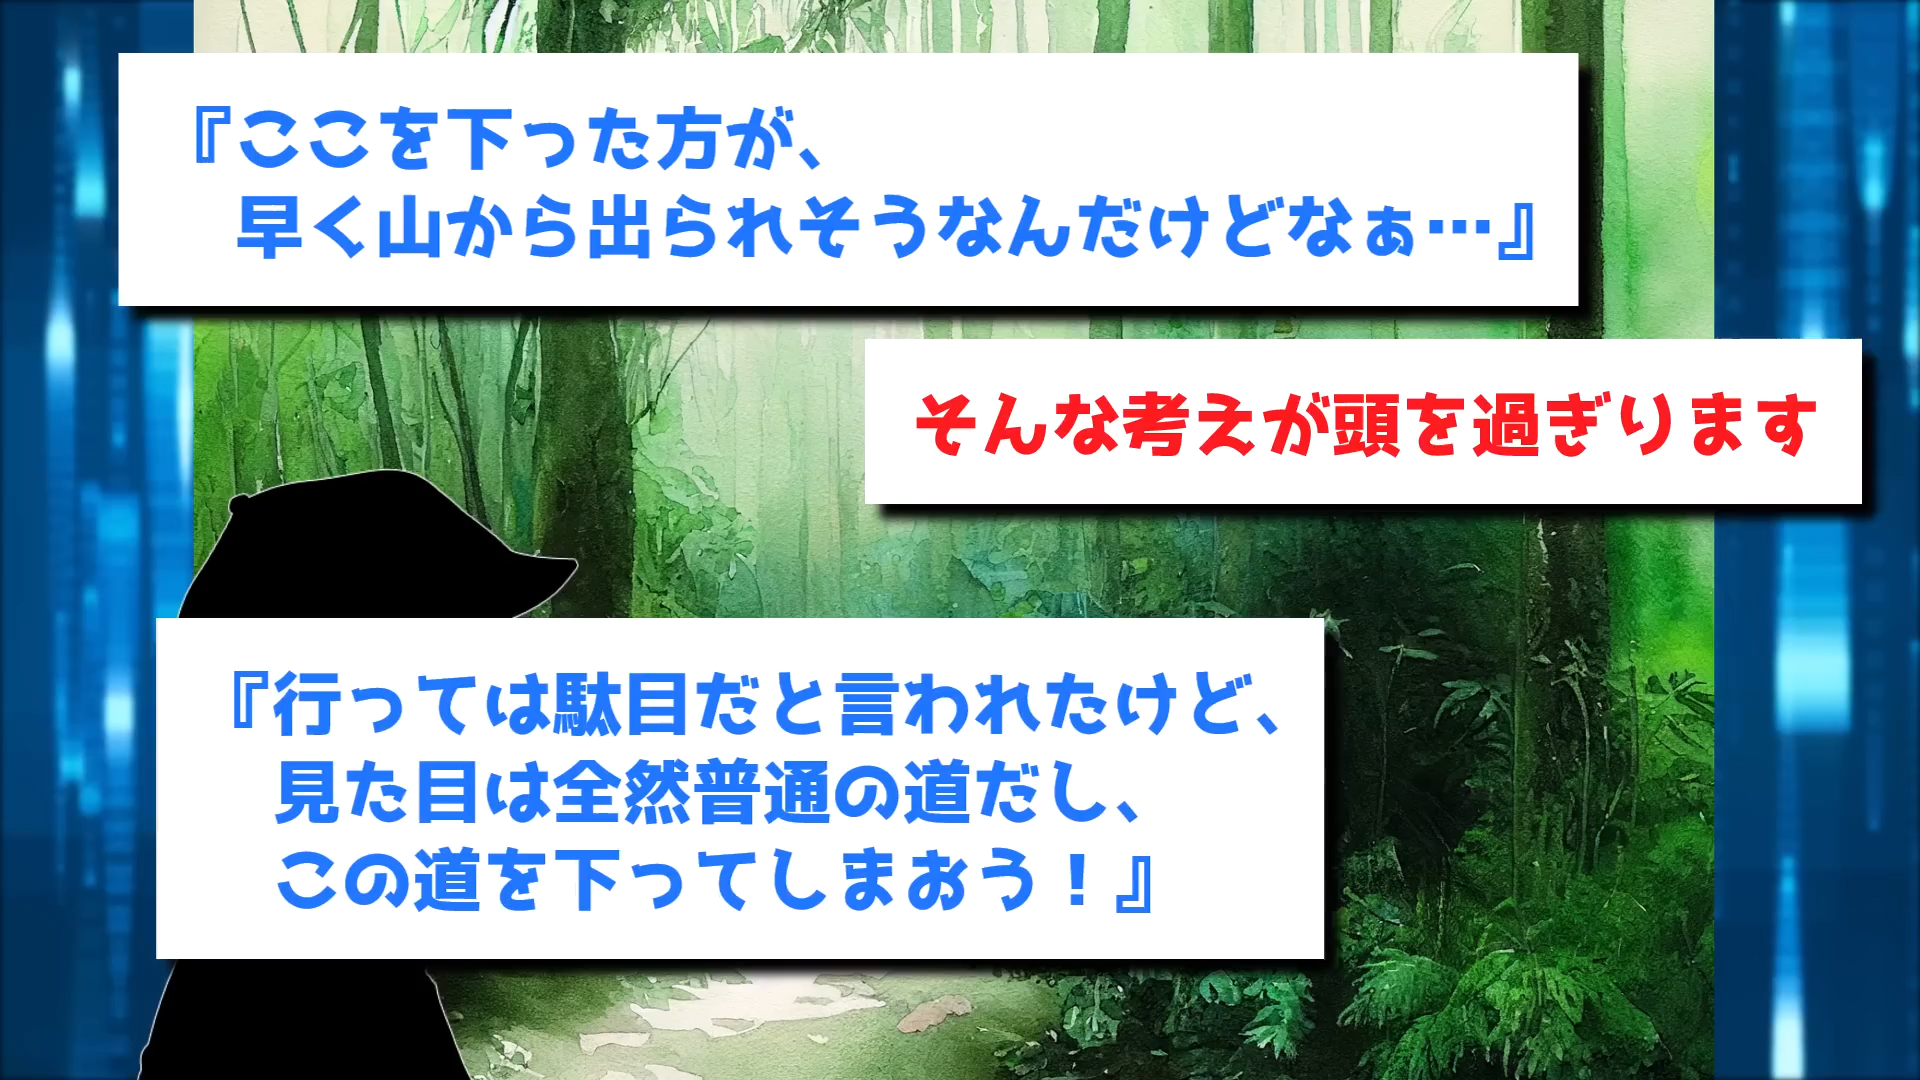 『ここを下った方が、
早く山から出られそうなんだけどなぁ…』
そんな考えが頭を過ぎります
『行っては駄目だと言われたけど、
見た目は全然普通の道だし、
この道を下ってしまおう！』